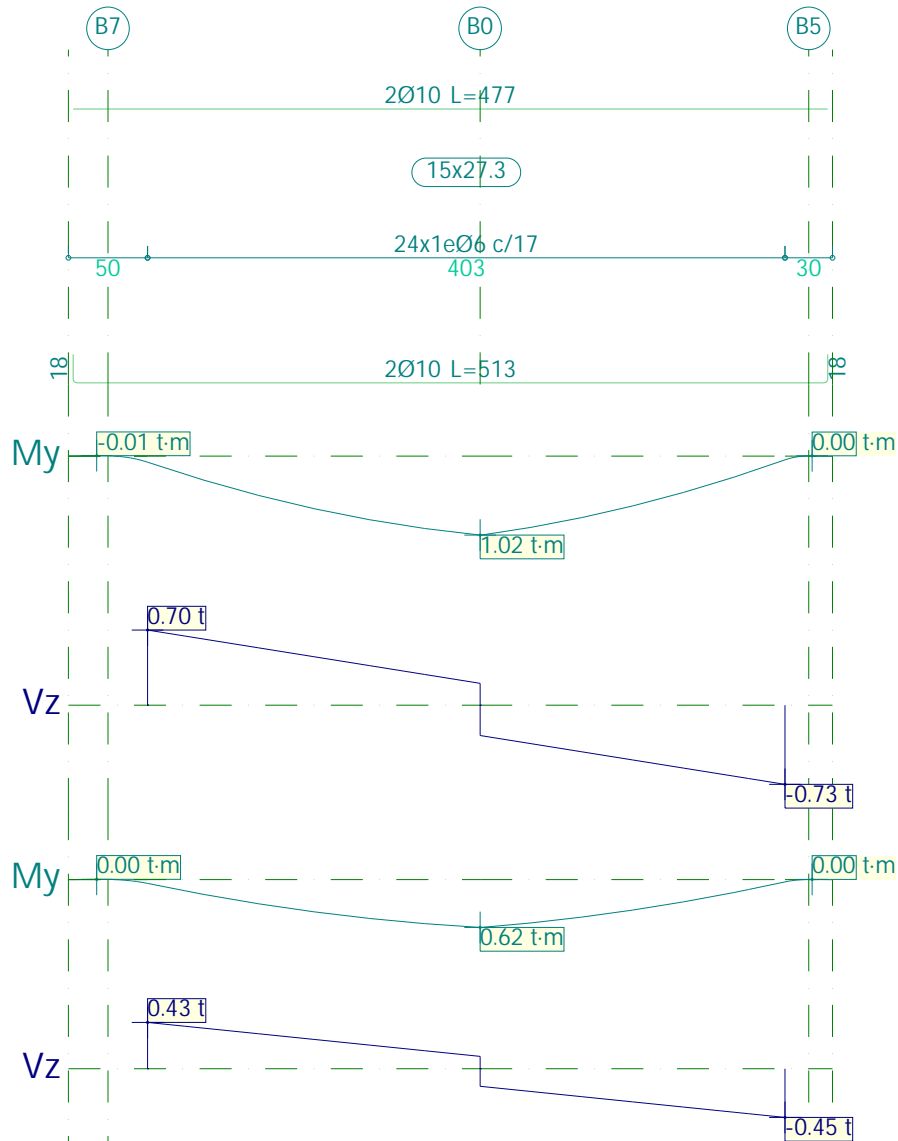 B7 B0 B5
2Ø10 L=477
15x27.3
24x1eØ6 c/17
50 403 30
18 2Ø10 L=513 18
My -0.01 t·m 0.00 t·m
1.02 t·m
0.70 t
Vz
-0.73 t
My 0.00 t·m 0.00 t·m
0.62 t·m
0.43 t
Vz
-0.45 t